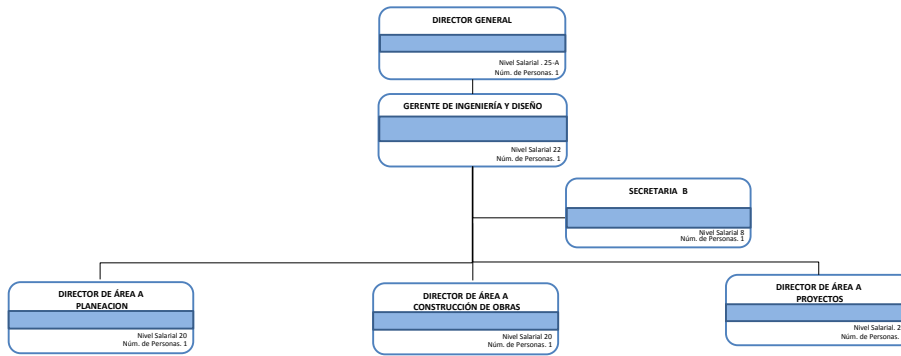 DIRECTOR GENERAL
Nivel Salarial . 25-A
Núm. de Personas. 1
GERENTE DE INGENIERÍA Y DISEÑO
Nivel Salarial 22
Núm. de Personas. 1
SECRETARIA B
Nivel Salarial 8
Núm. de Personas. 1
DIRECTOR DE ÁREA A
PLANEACION
Nivel Salarial 20
Núm. de Personas. 1
DIRECTOR DE ÁREA A
CONSTRUCCIÓN DE OBRAS
Nivel Salarial 20
Núm. de Personas. 1
DIRECTOR DE ÁREA A
PROYECTOS
Nivel Salarial. 2
Núm. de Personas.